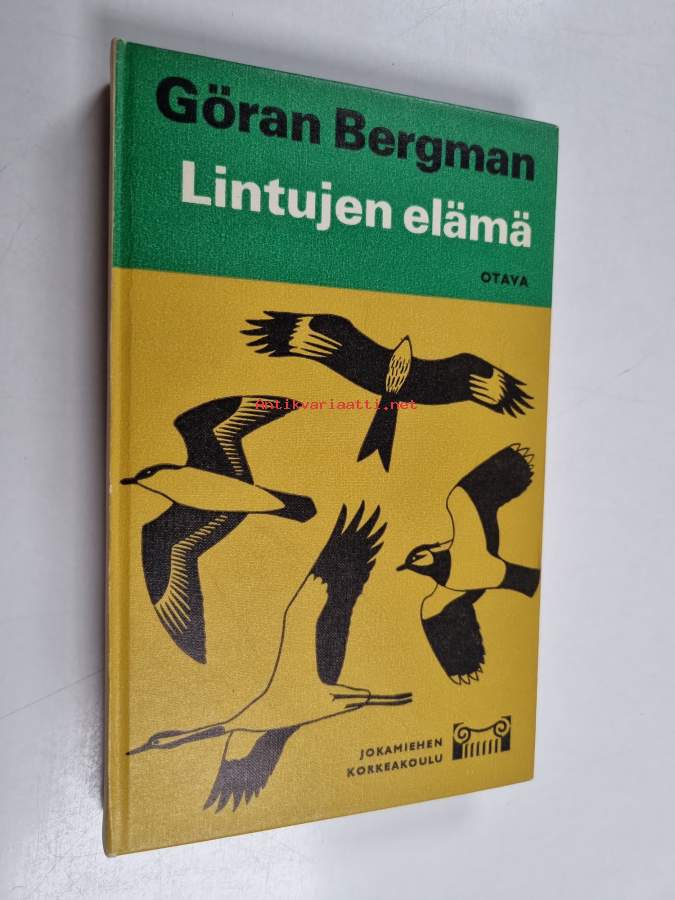 Göran Bergman
Lintujen elämä
OTAVA
Antikvariaatti.net
JOKAMIEHEN
KORKEAKOULU